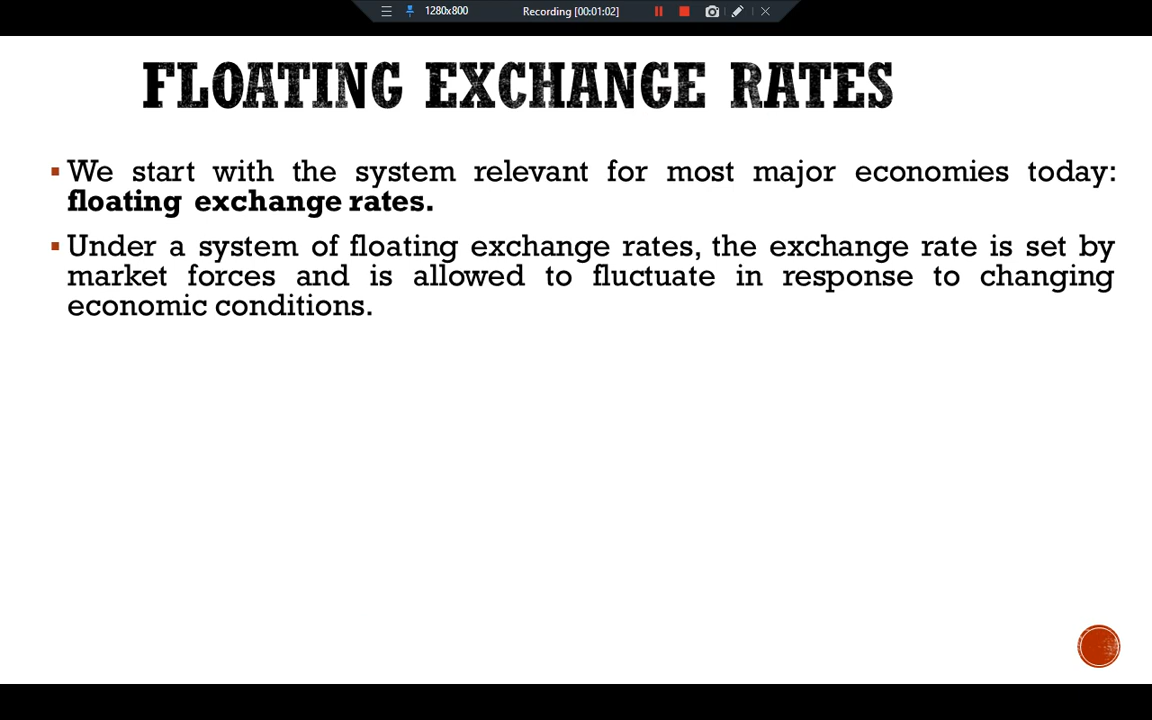 1280x800 Recording [00:01:02]
FLOATING EXCHANGE RATES
▪ We start with the system relevant for most major economies today:
floating exchange rates.
▪ Under a system of floating exchange rates, the exchange rate is set by
market forces and is allowed to fluctuate in response to changing
economic conditions.